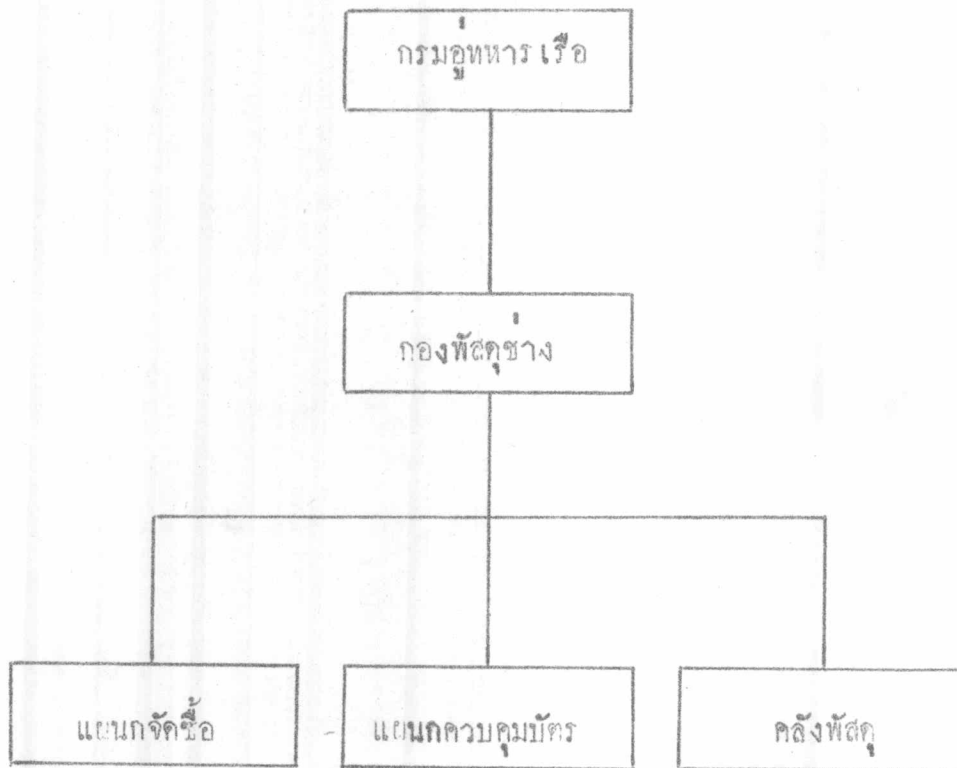 กรมอู่ทหารเรือ
กองพัสดุช่าง
แผนกจัดซื้อ
แผนกควบคุมบัตร
คลังพัสดุ